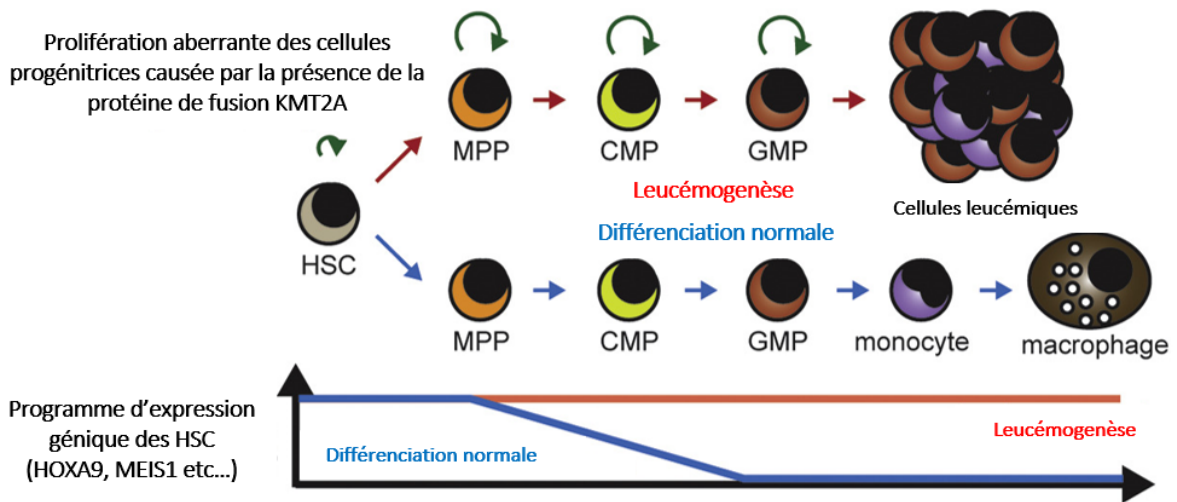 Prolifération aberrante des cellules
progénitrices causée par la présence de la
protéine de fusion KMT2A
MPP
CMP
GMP
Leucémogenèse
Cellules leucémiques
HSC
Différenciation normale
MPP
CMP
GMP
monocyte
macrophage
Programme d'expression
génique des HSC
(HOXA9, MEIS1 etc...)
Différenciation normale
Leucémogenèse